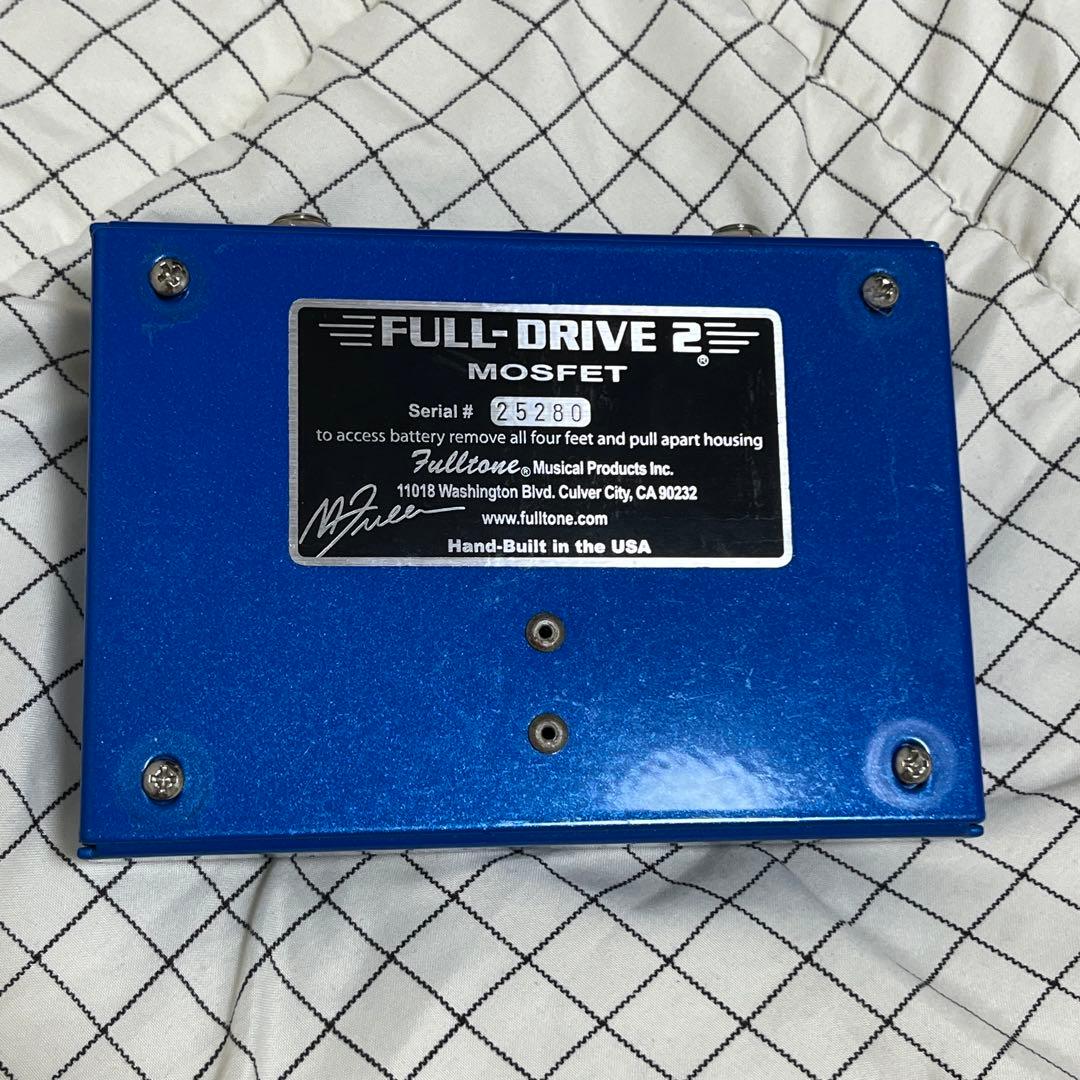 FULL-DRIVE 2®
MOSFET
Serial # 25280
to access battery remove all four feet and pull apart housing
Fulltone® Musical Products Inc.
11018 Washington Blvd. Culver City, CA 90232
www.fulltone.com
Hand-Built in the USA